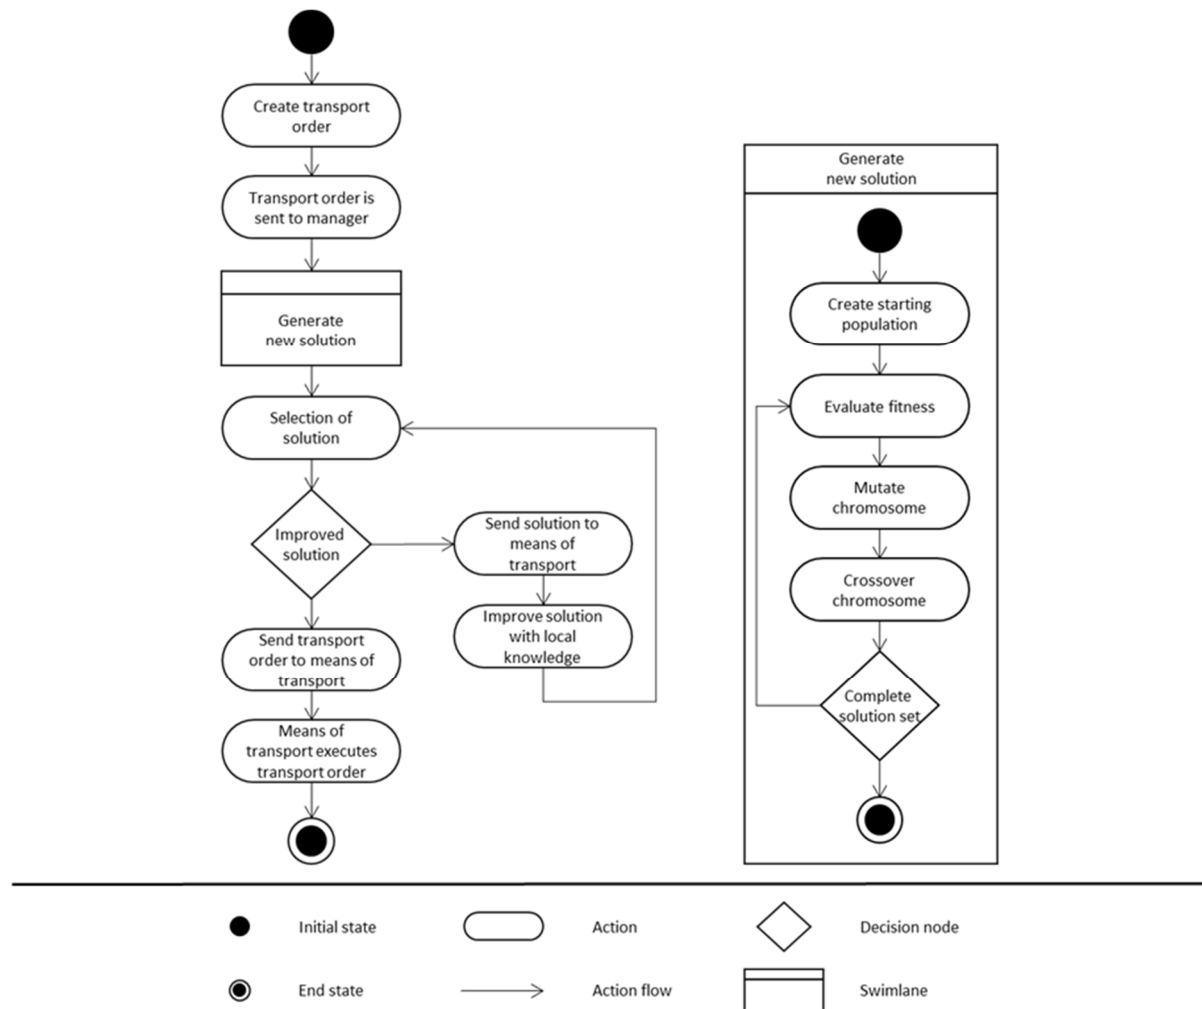 Create transport
order
Transport order is
sent to manager
Generate
new solution
Selection of
solution
Improved
solution
Send solution to
means of
transport
Improve solution
with local
knowledge
Send transport
order to means of
transport
Means of
transport executes
transport order
Generate
new solution
Create starting
population
Evaluate fitness
Mutate
chromosome
Crossover
chromosome
Complete
solution set
Initial state
Action
Decision node
End state
Action flow
Swimlane